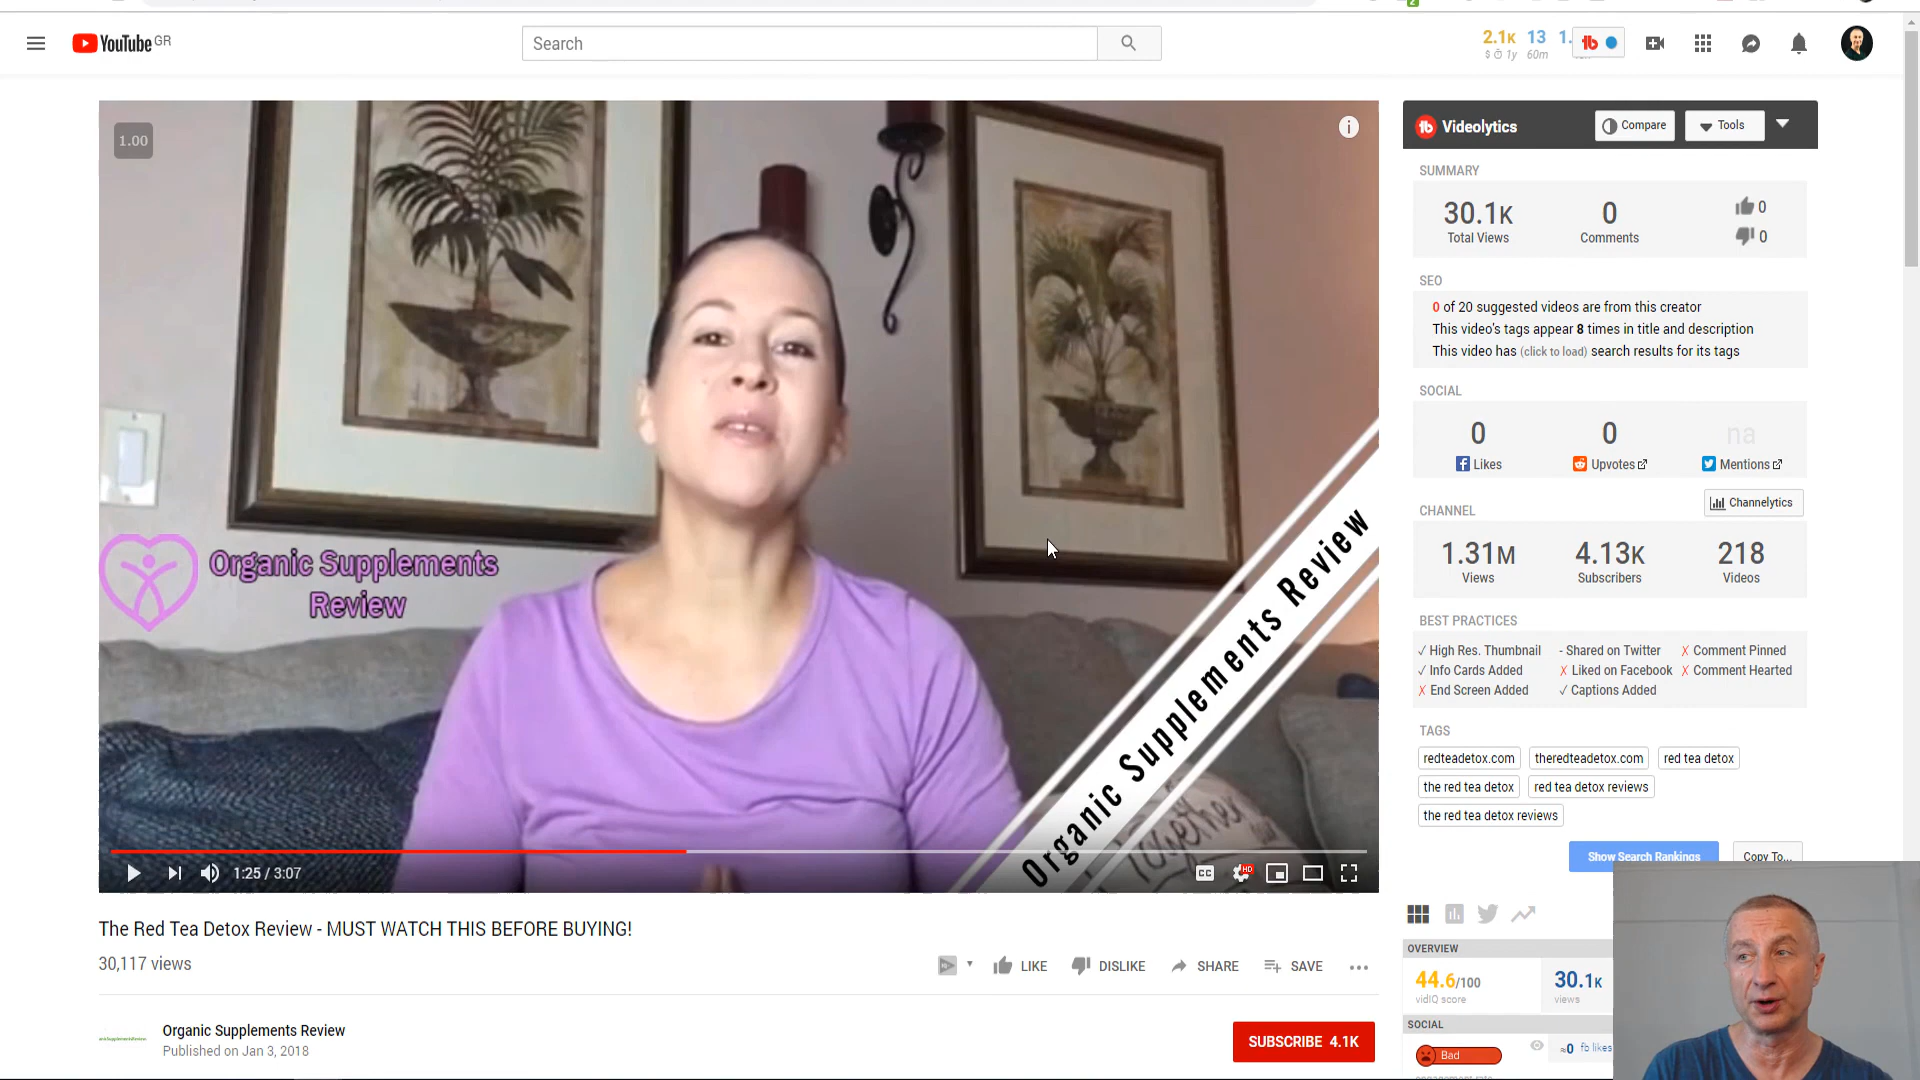 YouTube GR
Search
2.1K 13 1.
$ 1y 60m
1.00
Organic Supplements
Review
Organic Supplements Review
Together
1:25 / 3:07
CC
HD
The Red Tea Detox Review - MUST WATCH THIS BEFORE BUYING!
30,117 views
LIKE DISLIKE SHARE SAVE
Organic Supplements Review
Published on Jan 3, 2018
SUBSCRIBE 4.1K
Videolytics Compare Tools
SUMMARY
30.1K 0 0
Total Views Comments 0
SEO
0 of 20 suggested videos are from this creator
This video's tags appear 8 times in title and description
This video has (click to load) search results for its tags
SOCIAL
0 0 na
Likes Upvotes Mentions
CHANNEL Channelytics
1.31M 4.13K 218
Views Subscribers Videos
BEST PRACTICES
✓ High Res. Thumbnail - Shared on Twitter ✗ Comment Pinned
✓ Info Cards Added ✗ Liked on Facebook ✗ Comment Hearted
✗ End Screen Added ✓ Captions Added
TAGS
redteadetox.com theredteadetox.com red tea detox
the red tea detox red tea detox reviews
the red tea detox reviews
Show Search Rankings Copy To...
OVERVIEW
44.6/100 30.1K
vidIQ score views
SOCIAL
Bad ≈0 fb likes